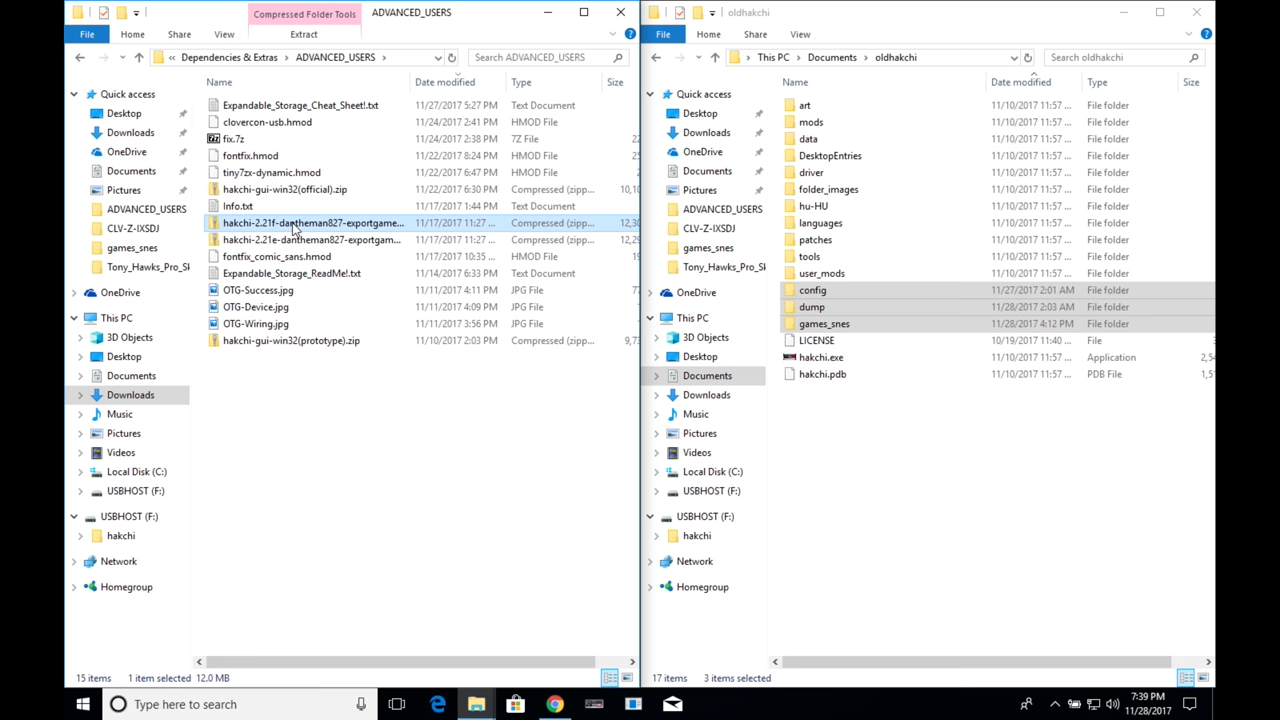 Compressed Folder Tools ADVANCED_USERS
File Home Share View Extract
« Dependencies & Extras ADVANCED_USERS Search ADVANCED_USERS
Quick access
Desktop
Downloads
OneDrive
Documents
Pictures
ADVANCED_USERS
CLV-Z-IXSDJ
games_snes
Tony_Hawks_Pro_Sk
OneDrive
This PC
3D Objects
Desktop
Documents
Downloads
Music
Pictures
Videos
Local Disk (C:)
USBHOST (F:)
USBHOST (F:)
hakchi
Network
Homegroup
Name Date modified Type Size
Expandable_Storage_Cheat_Sheet!.txt 11/27/2017 5:27 PM Text Document
clovercon-usb.hmod 11/24/2017 2:41 PM HMOD File
fix.7z 11/24/2017 2:38 PM 7Z File 22
fontfix.hmod 11/22/2017 8:24 PM HMOD File 25
tiny7zx-dynamic.hmod 11/22/2017 6:47 PM HMOD File
hakchi-gui-win32(official).zip 11/22/2017 6:30 PM Compressed (zipp... 10,10
Info.txt 11/17/2017 1:44 PM Text Document
hakchi-2.21f-dantheman827-exportgame... 11/17/2017 11:27 ... Compressed (zipp... 12,30
hakchi-2.21e-dantheman827-exportgam... 11/17/2017 11:27 ... Compressed (zipp... 12,29
fontfix_comic_sans.hmod 11/17/2017 10:35 ... HMOD File 19
Expandable_Storage_ReadMe!.txt 11/14/2017 6:33 PM Text Document
OTG-Success.jpg 11/11/2017 4:11 PM JPG File 77
OTG-Device.jpg 11/11/2017 4:09 PM JPG File
OTG-Wiring.jpg 11/11/2017 3:56 PM JPG File
hakchi-gui-win32(prototype).zip 11/10/2017 2:03 PM Compressed (zipp... 9,73
15 items 1 item selected 12.0 MB
oldhakchi
File Home Share View
This PC Documents oldhakchi Search oldhakchi
Quick access
Desktop
Downloads
OneDrive
Documents
Pictures
ADVANCED_USERS
CLV-Z-IXSDJ
games_snes
Tony_Hawks_Pro_Sk
OneDrive
This PC
3D Objects
Desktop
Documents
Downloads
Music
Pictures
Videos
Local Disk (C:)
USBHOST (F:)
USBHOST (F:)
hakchi
Network
Homegroup
Name Date modified Type Size
art 11/10/2017 11:57 ... File folder
mods 11/10/2017 11:57 ... File folder
data 11/10/2017 11:57 ... File folder
DesktopEntries 11/10/2017 11:57 ... File folder
driver 11/10/2017 11:57 ... File folder
folder_images 11/10/2017 11:57 ... File folder
hu-HU 11/10/2017 11:57 ... File folder
languages 11/10/2017 11:57 ... File folder
patches 11/10/2017 11:57 ... File folder
tools 11/10/2017 11:57 ... File folder
user_mods 11/10/2017 11:57 ... File folder
config 11/27/2017 2:01 AM File folder
dump 11/28/2017 2:03 AM File folder
games_snes 11/28/2017 4:12 PM File folder
LICENSE 10/19/2017 11:40 ... File
hakchi.exe 11/10/2017 11:57 ... Application 2,54
hakchi.pdb 11/10/2017 11:57 ... PDB File 1,5
17 items 3 items selected
Type here to search
7:39 PM
11/28/2017